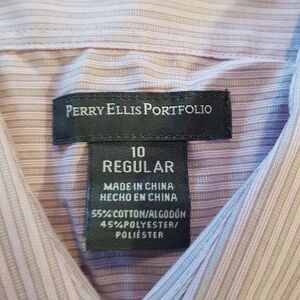 PERRY ELLIS PORTFOLIO
10
REGULAR
MADE IN CHINA
HECHO EN CHINA
55% COTTON/ALGODÓN
45% POLYESTER/
POLIÉSTER